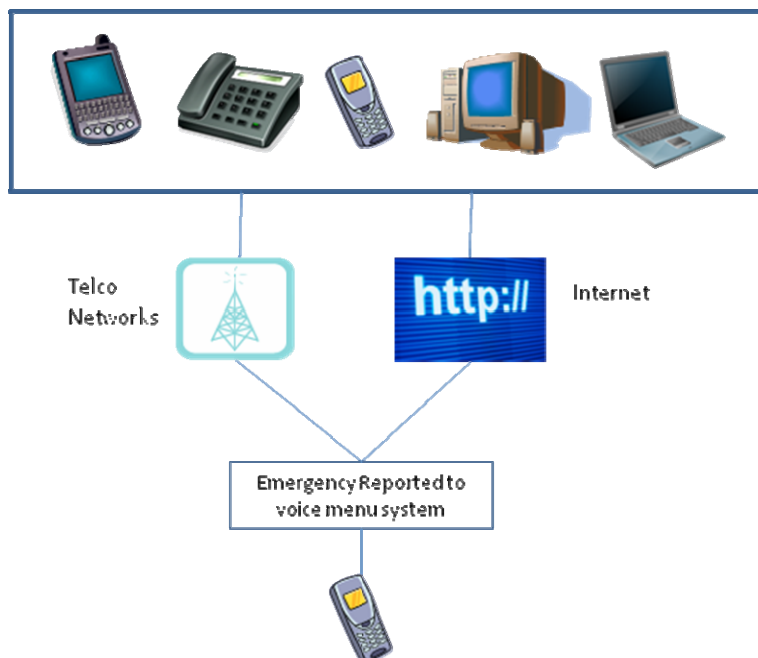 Telco
Networks
http://
Internet
Emergency Reported to
voice menu system